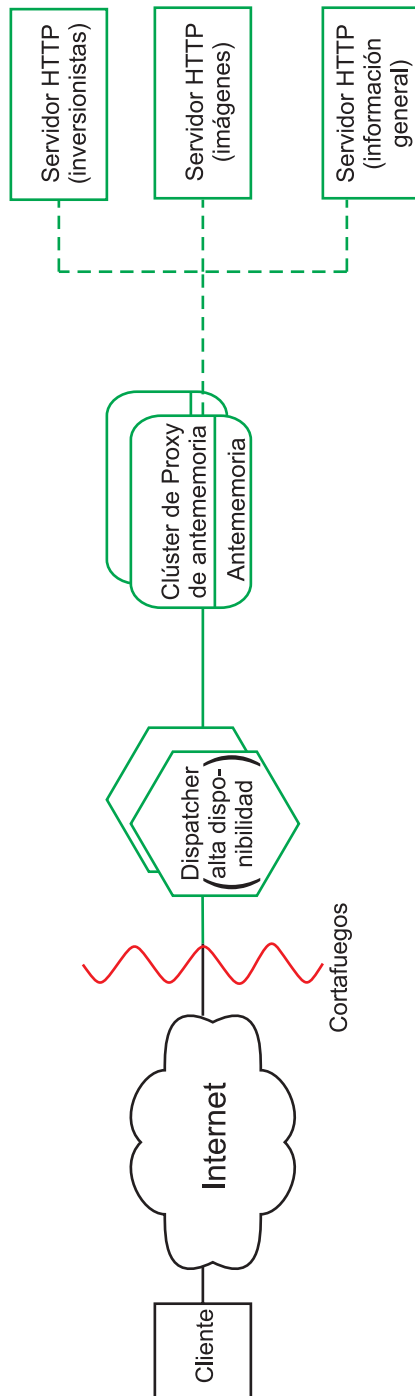 Cliente
Internet
Cortafuegos
Dispatcher
(alta dispo-
nibilidad)
Clúster de Proxy
de antememoria
Antememoria
Servidor HTTP
(inversionistas)
Servidor HTTP
(imágenes)
Servidor HTTP
(información
general)